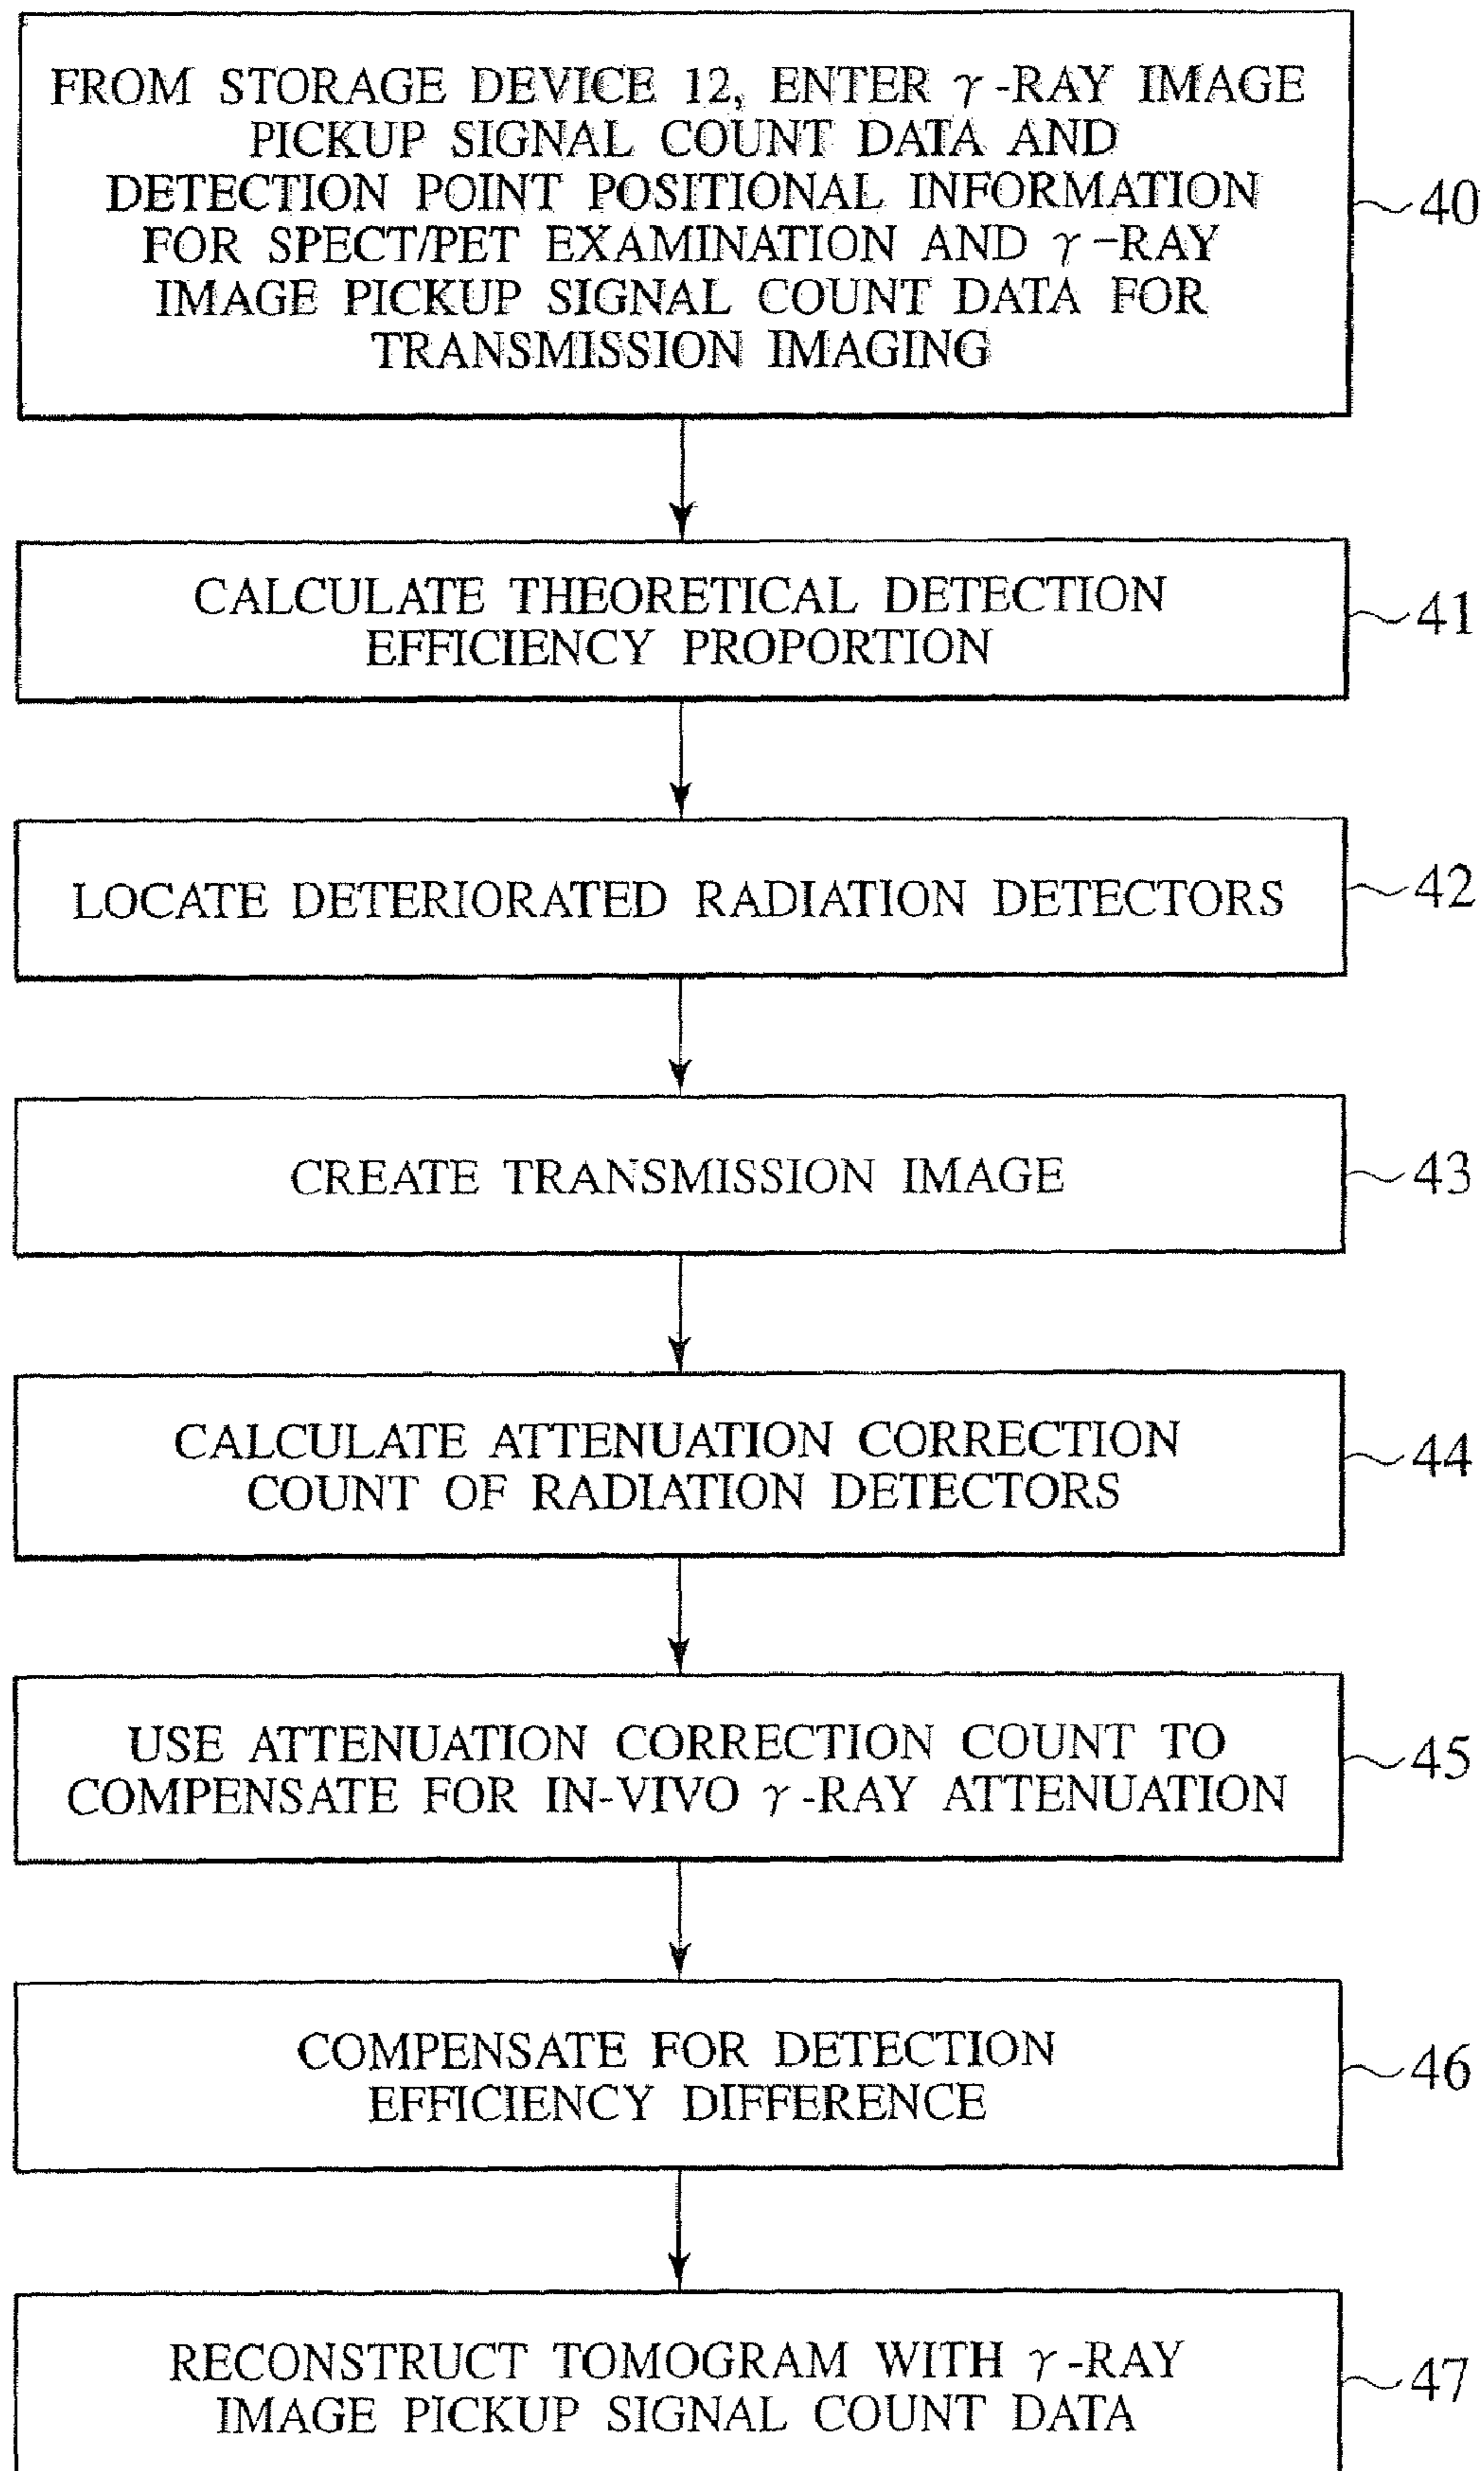 FROM STORAGE DEVICE 12, ENTER γ-RAY IMAGE
PICKUP SIGNAL COUNT DATA AND
DETECTION POINT POSITIONAL INFORMATION
FOR SPECT/PET EXAMINATION AND γ-RAY
IMAGE PICKUP SIGNAL COUNT DATA FOR
TRANSMISSION IMAGING
40
CALCULATE THEORETICAL DETECTION
EFFICIENCY PROPORTION
41
LOCATE DETERIORATED RADIATION DETECTORS
42
CREATE TRANSMISSION IMAGE
43
CALCULATE ATTENUATION CORRECTION
COUNT OF RADIATION DETECTORS
44
USE ATTENUATION CORRECTION COUNT TO
COMPENSATE FOR IN-VIVO γ-RAY ATTENUATION
45
COMPENSATE FOR DETECTION
EFFICIENCY DIFFERENCE
46
RECONSTRUCT TOMOGRAM WITH γ-RAY
IMAGE PICKUP SIGNAL COUNT DATA
47